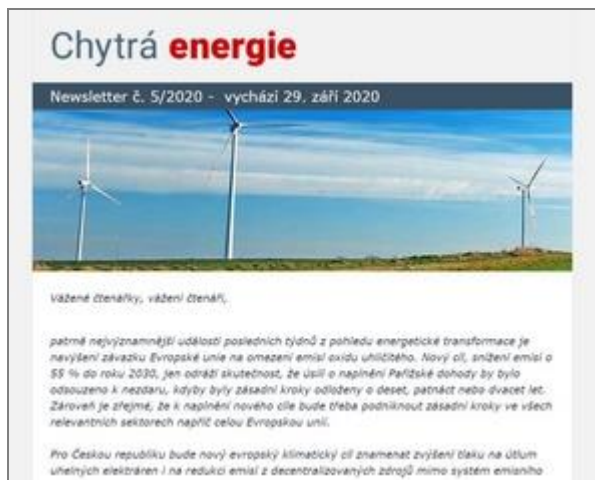 Chytrá energie
Newsletter č. 5/2020 - vychází 29. září 2020
Vážené čtenářky, vážení čtenáři,
patrně nejvýznamnější událostí posledních týdnů z pohledu energetické transformace je
navýšení závazku Evropské unie na omezení emisí oxidu uhličitého. Nový cíl, snížení emisí o
55 % do roku 2030, jen odráží skutečnost, že úsilí o naplnění Pařížské dohody by bylo
odsouzeno k nezdaru, kdyby byly zásadní kroky odloženy o deset, patnáct nebo dvacet let.
Zároveň je zřejmé, že k naplnění nového cíle bude třeba podniknout zásadní kroky ve všech
relevantních sektorech napříč celou Evropskou unií.
Pro Českou republiku bude nový evropský klimatický cíl znamenat zvýšení tlaku na útlum
uhelných elektráren i na redukci emisí z decentralizovaných zdrojů mimo systém emisního